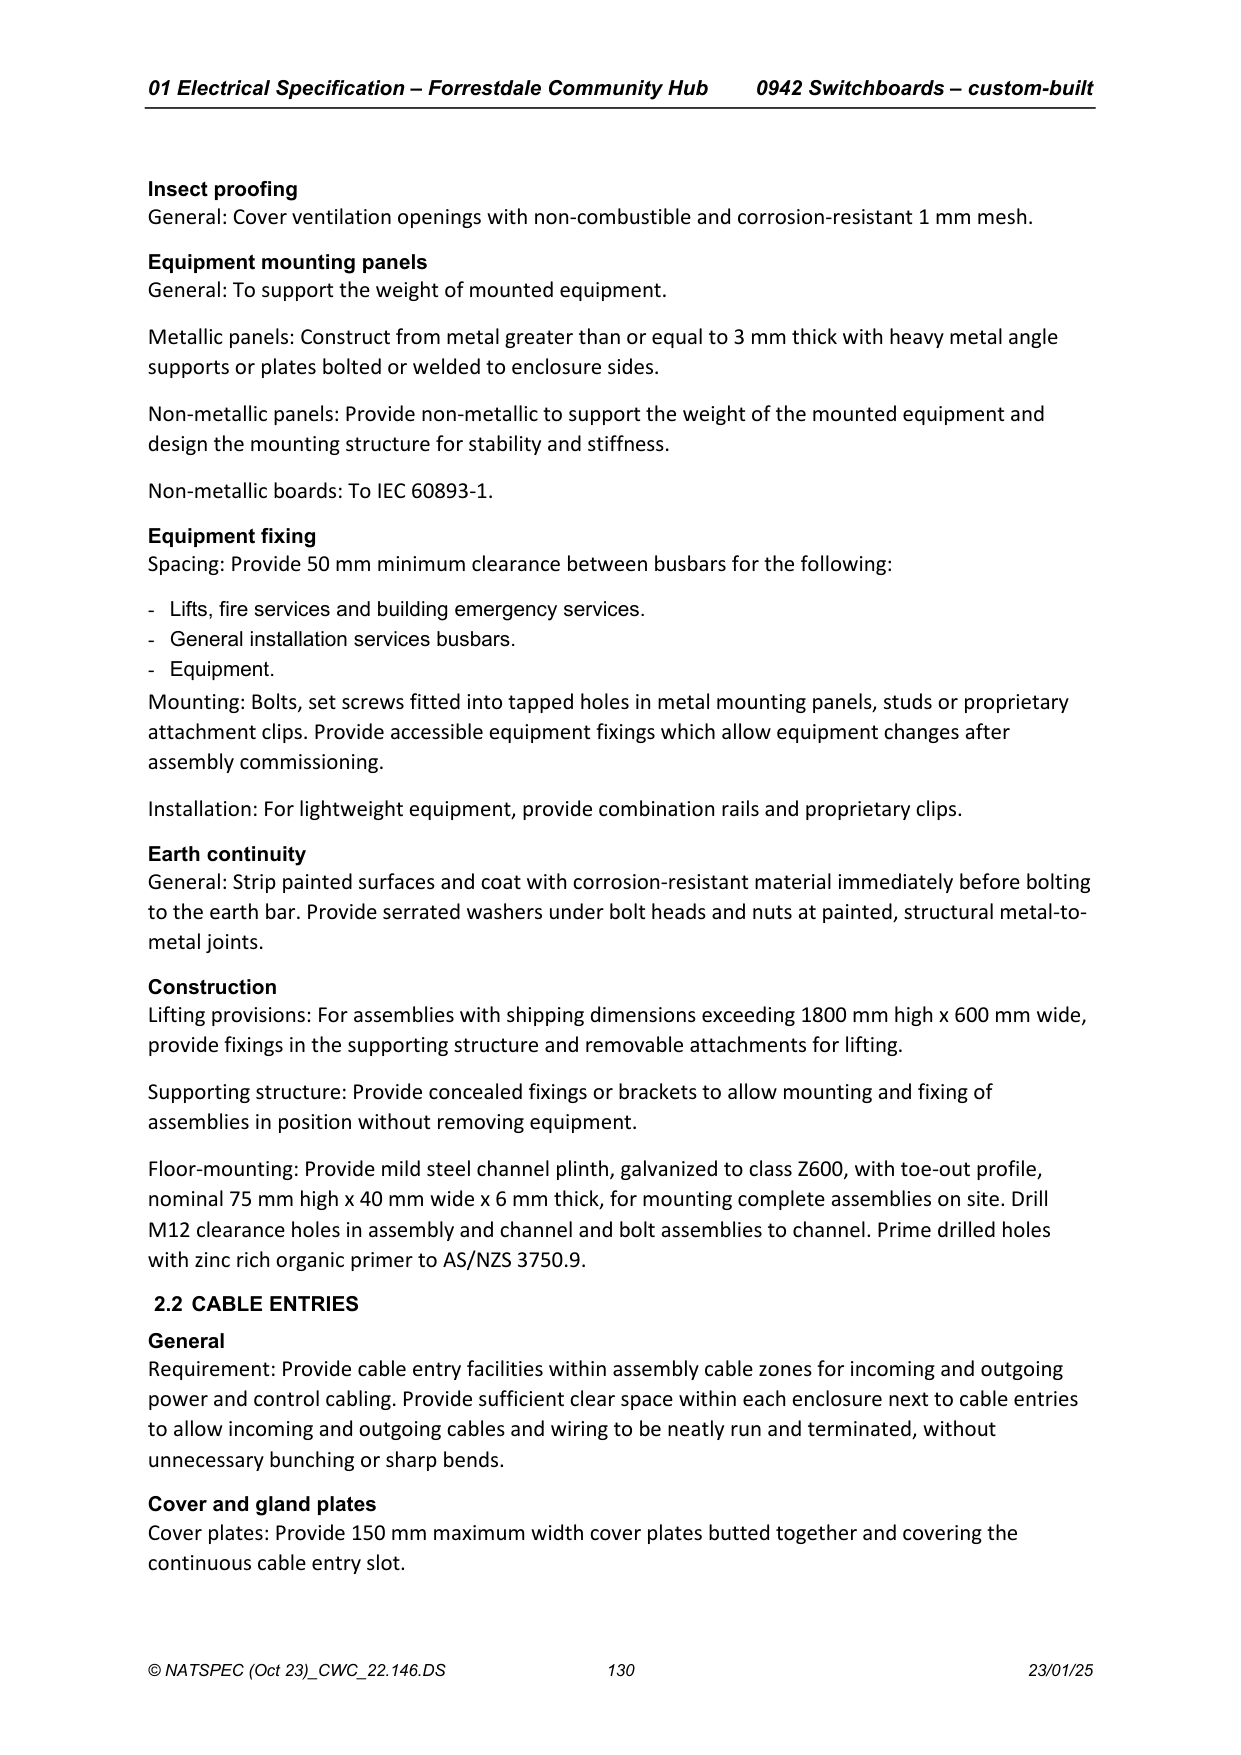 01 Electrical Specification – Forrestdale Community Hub 0942 Switchboards – custom-built
Insect proofing
General: Cover ventilation openings with non-combustible and corrosion-resistant 1 mm mesh.
Equipment mounting panels
General: To support the weight of mounted equipment.
Metallic panels: Construct from metal greater than or equal to 3 mm thick with heavy metal angle
supports or plates bolted or welded to enclosure sides.
Non-metallic panels: Provide non-metallic to support the weight of the mounted equipment and
design the mounting structure for stability and stiffness.
Non-metallic boards: To IEC 60893-1.
Equipment fixing
Spacing: Provide 50 mm minimum clearance between busbars for the following:
- Lifts, fire services and building emergency services.
- General installation services busbars.
- Equipment.
Mounting: Bolts, set screws fitted into tapped holes in metal mounting panels, studs or proprietary
attachment clips. Provide accessible equipment fixings which allow equipment changes after
assembly commissioning.
Installation: For lightweight equipment, provide combination rails and proprietary clips.
Earth continuity
General: Strip painted surfaces and coat with corrosion-resistant material immediately before bolting
to the earth bar. Provide serrated washers under bolt heads and nuts at painted, structural metal-to-
metal joints.
Construction
Lifting provisions: For assemblies with shipping dimensions exceeding 1800 mm high x 600 mm wide,
provide fixings in the supporting structure and removable attachments for lifting.
Supporting structure: Provide concealed fixings or brackets to allow mounting and fixing of
assemblies in position without removing equipment.
Floor-mounting: Provide mild steel channel plinth, galvanized to class Z600, with toe-out profile,
nominal 75 mm high x 40 mm wide x 6 mm thick, for mounting complete assemblies on site. Drill
M12 clearance holes in assembly and channel and bolt assemblies to channel. Prime drilled holes
with zinc rich organic primer to AS/NZS 3750.9.
2.2 CABLE ENTRIES
General
Requirement: Provide cable entry facilities within assembly cable zones for incoming and outgoing
power and control cabling. Provide sufficient clear space within each enclosure next to cable entries
to allow incoming and outgoing cables and wiring to be neatly run and terminated, without
unnecessary bunching or sharp bends.
Cover and gland plates
Cover plates: Provide 150 mm maximum width cover plates butted together and covering the
continuous cable entry slot.
© NATSPEC (Oct 23)_CWC_22.146.DS 130 23/01/25